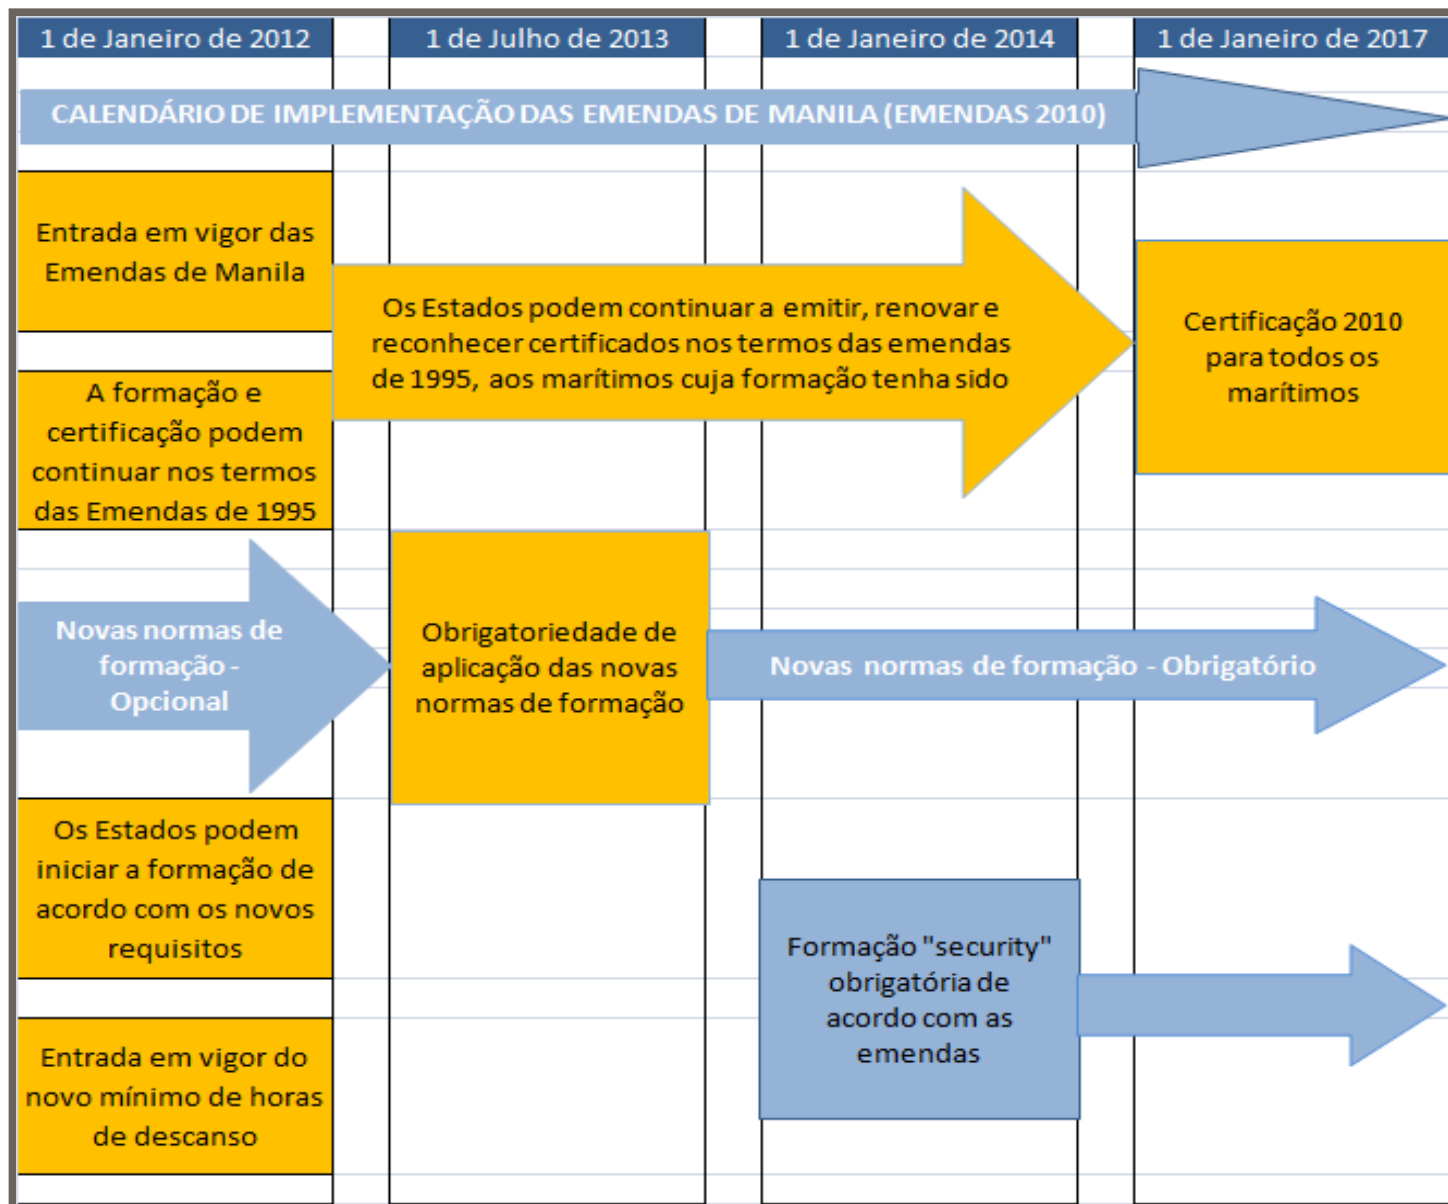 1 de Janeiro de 2012
1 de Julho de 2013
1 de Janeiro de 2014
1 de Janeiro de 2017
CALENDÁRIO DE IMPLEMENTAÇÃO DAS EMENDAS DE MANILA (EMENDAS 2010)
Entrada em vigor das
Emendas de Manila
Os Estados podem continuar a emitir, renovar e
reconhecer certificados nos termos das emendas
de 1995, aos marítimos cuja formação tenha sido
Certificação 2010
para todos os
marítimos
A formação e
certificação podem
continuar nos termos
das Emendas de 1995
Novas normas de
formação -
Opcional
Obrigatoriedade de
aplicação das novas
normas de formação
Novas normas de formação - Obrigatório
Os Estados podem
iniciar a formação de
acordo com os novos
requisitos
Formação "security"
obrigatória de
acordo com as
emendas
Entrada em vigor do
novo mínimo de horas
de descanso